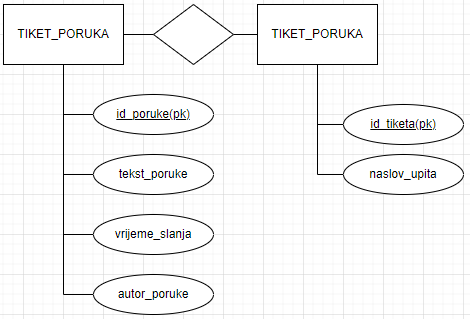 TIKET_PORUKA
TIKET_PORUKA
id_poruke(pk)
tekst_poruke
vrijeme_slanja
autor_poruke
id_tiketa(pk)
naslov_upita